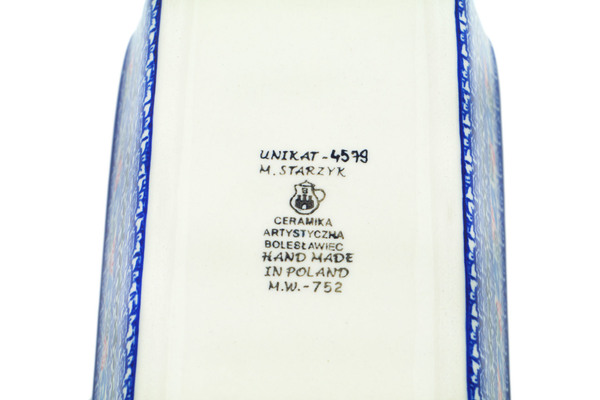 UNIKAT - 4579
M. STARZYK
CERAMIKA
ARTYSTYCZNA
BOLESŁAWIEC
HAND MADE
IN POLAND
M.W.-752